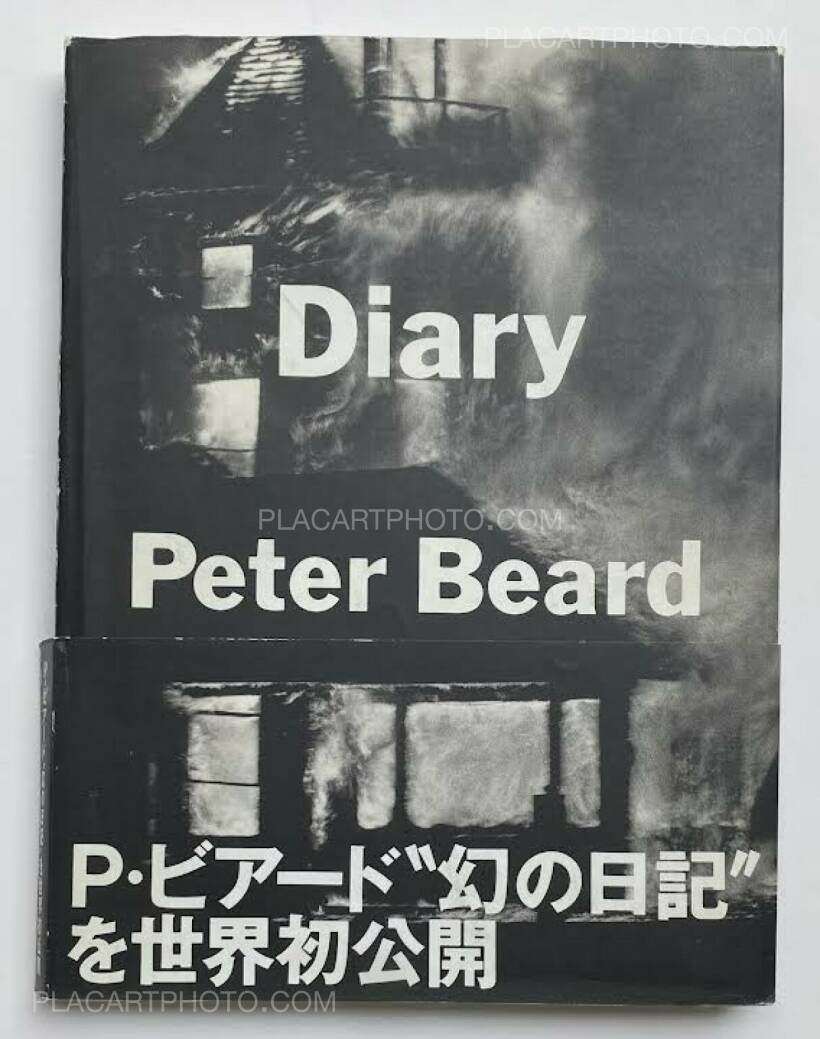 PLACARTPHOTO.COM
Diary
PLACARTPHOTO.COM
Peter Beard
P・ビアード〝幻の日記〟
を世界初公開
PLACARTPHOTO.COM